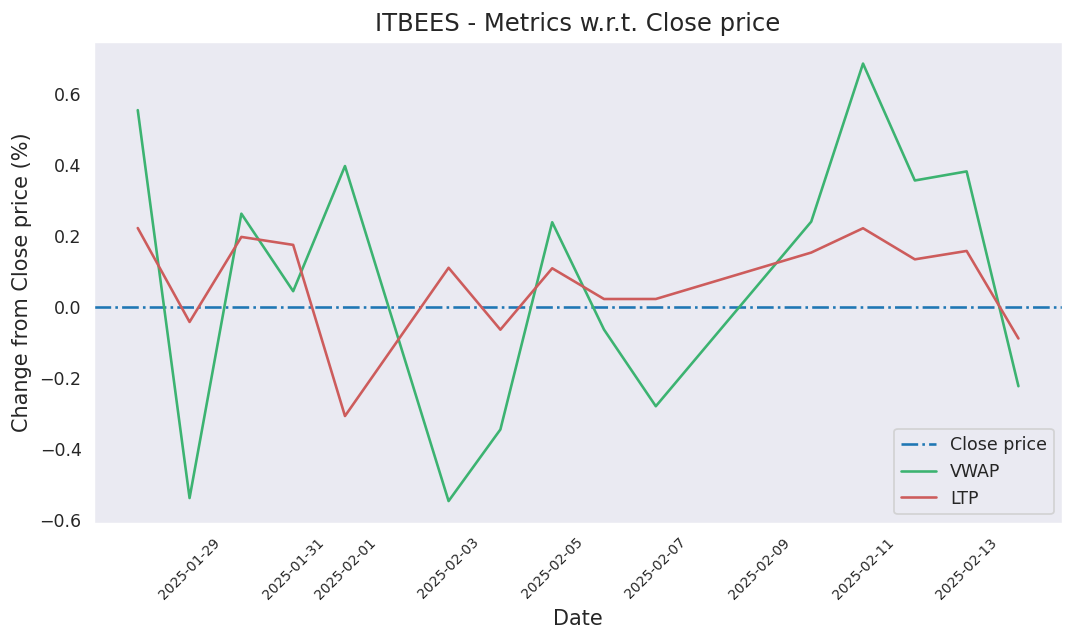 ITBEES - Metrics w.r.t. Close price
Change from Close price (%)
0.6
0.4
0.2
0.0
−0.2
−0.4
−0.6
Close price
VWAP
LTP
2025-01-29
2025-01-31
2025-02-01
2025-02-03
2025-02-05
2025-02-07
2025-02-09
2025-02-11
2025-02-13
Date